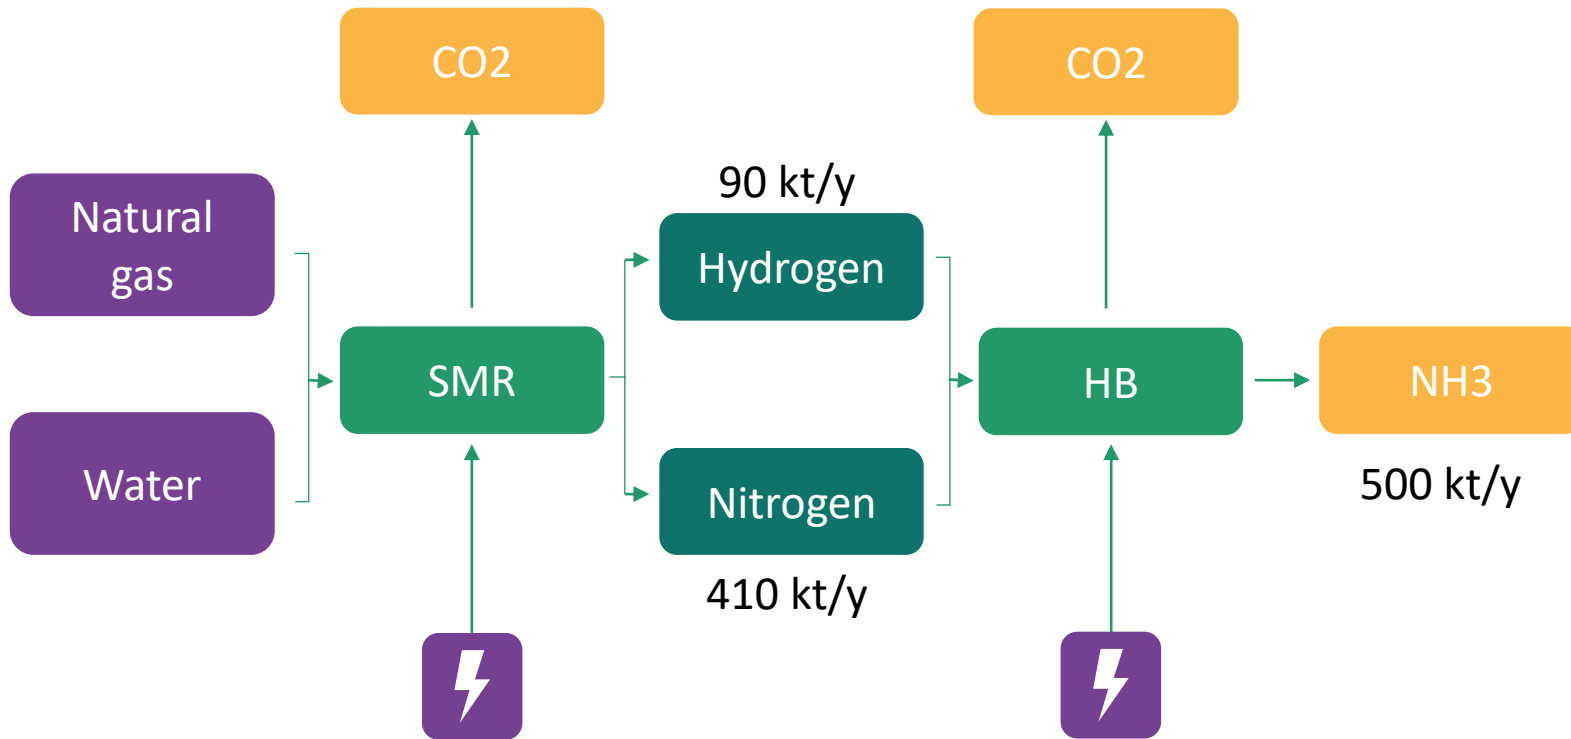 CO2
CO2
90 kt/y
Natural
gas
Hydrogen
SMR
HB
NH3
Water
Nitrogen
500 kt/y
410 kt/y